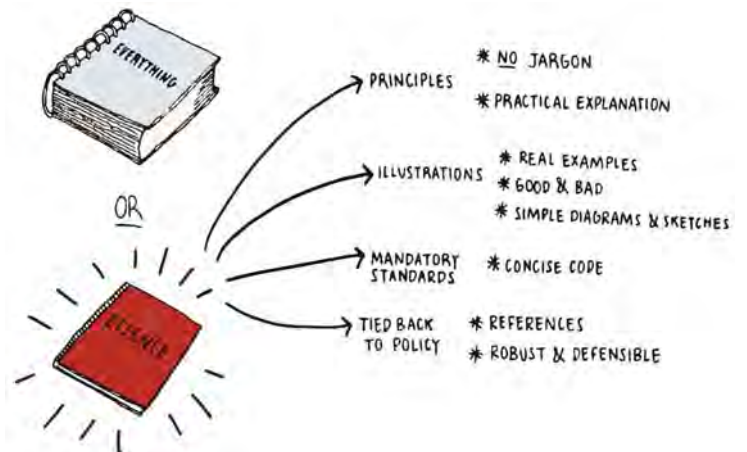 EVERYTHING
OR
PRINCIPLES
* NO JARGON
* PRACTICAL EXPLANATION
ILLUSTRATIONS
* REAL EXAMPLES
* GOOD & BAD
* SIMPLE DIAGRAMS & SKETCHES
MANDATORY
STANDARDS
* CONCISE CODE
TIED BACK
TO POLICY
* REFERENCES
* ROBUST & DEFENSIBLE